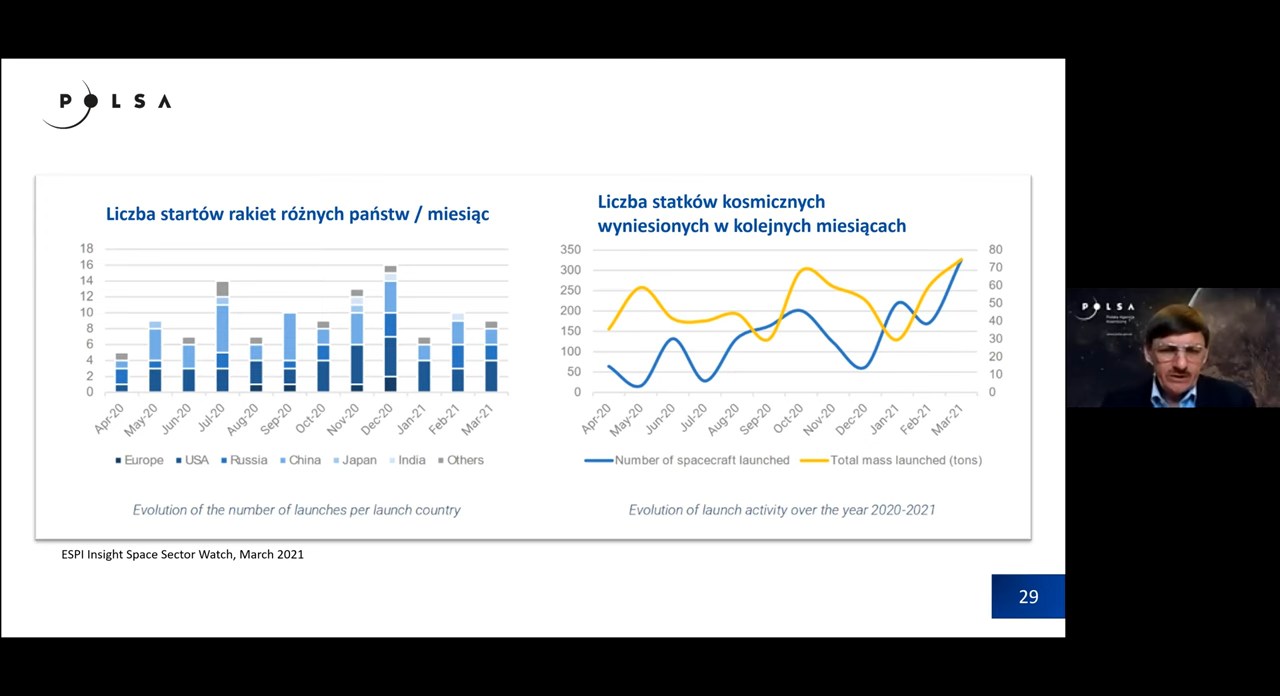 POLSA
Liczba startów rakiet różnych państw / miesiąc
18
16
14
12
10
8
6
4
2
0
Apr-20 May-20 Jun-20 Jul-20 Aug-20 Sep-20 Oct-20 Nov-20 Dec-20 Jan-21 Feb-21 Mar-21
Europe USA Russia China Japan India Others
Evolution of the number of launches per launch country
Liczba statków kosmicznych
wyniesionych w kolejnych miesiącach
350
300
250
200
150
100
50
0
80
70
60
50
40
30
20
10
0
Apr-20 May-20 Jun-20 Jul-20 Aug-20 Sep-20 Oct-20 Nov-20 Dec-20 Jan-21 Feb-21 Mar-21
Number of spacecraft launched Total mass launched (tons)
Evolution of launch activity over the year 2020-2021
ESPI Insight Space Sector Watch, March 2021
29
POLSA
Polska Agencja
Kosmiczna